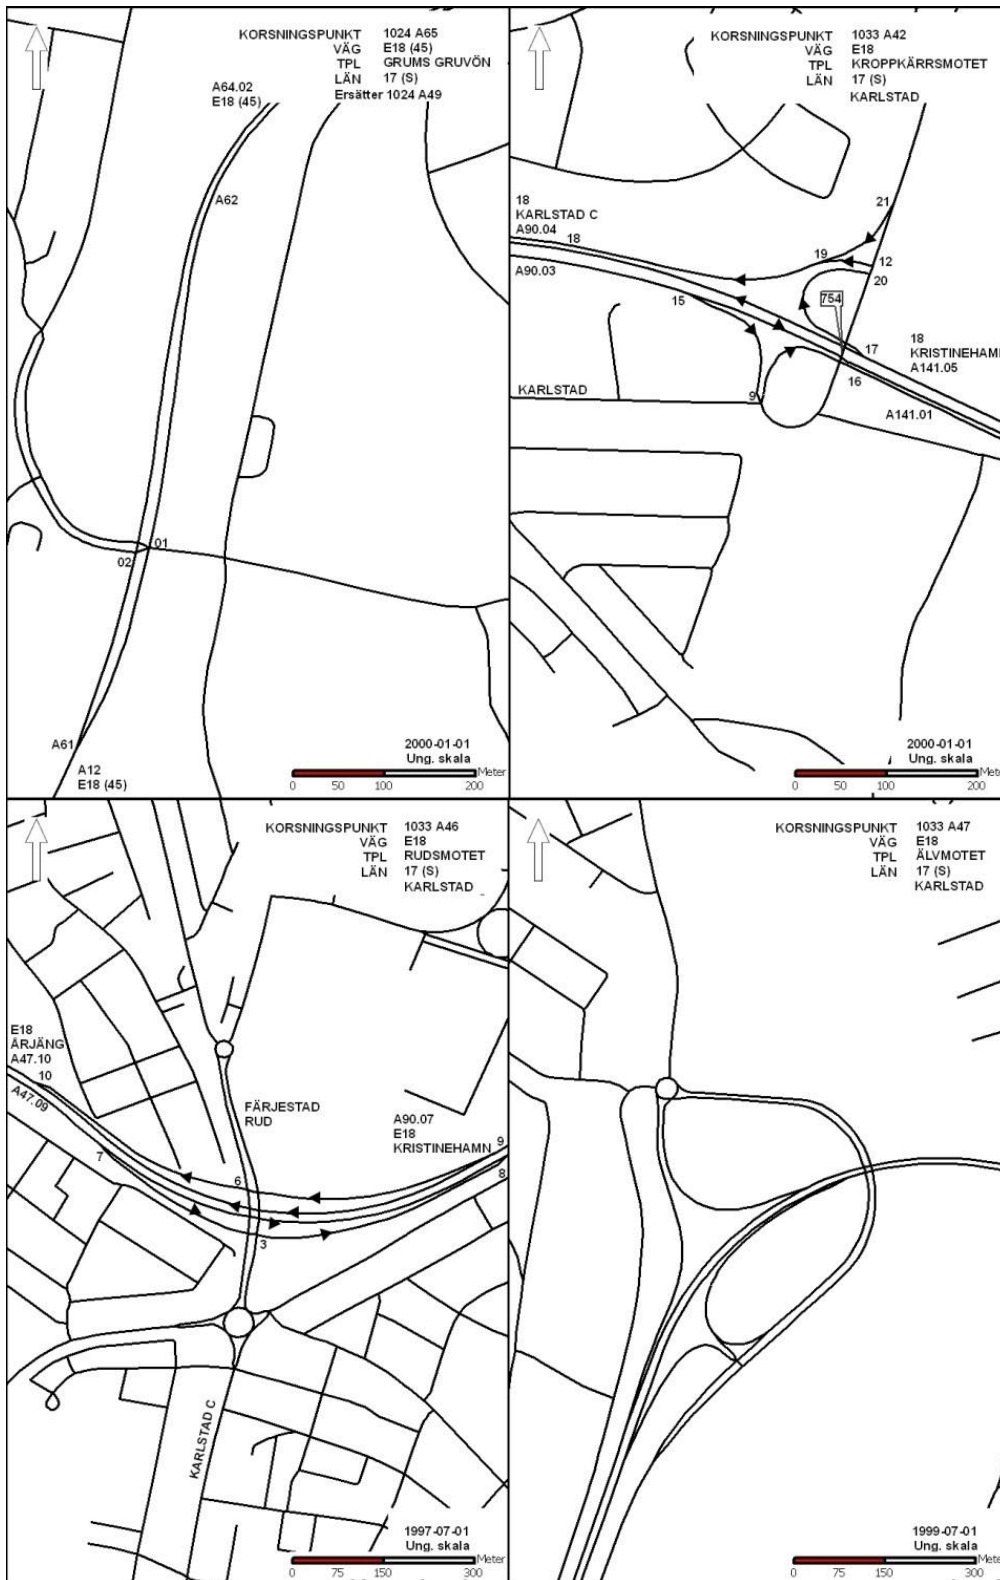 KORSNINGSPUNKT 1024 A65
VÄG E18 (45)
TPL GRUMS GRUVÖN
LÄN 17 (S)
Ersätter 1024 A49
A64.02
E18 (45)
A62
01
02
A61
A12
E18 (45)
2000-01-01
Ung. skala
Meter
0 50 100 200
KORSNINGSPUNKT 1033 A42
VÄG E18
TPL KROPPKÄRRSMOTET
LÄN 17 (S)
KARLSTAD
18
KARLSTAD C
A90.04
18
A90.03
21
19
12
20
15
754
17
18
KRISTINEHAMN
A141.05
16
KARLSTAD
9
A141.01
2000-01-01
Ung. skala
Meter
0 50 100 200
KORSNINGSPUNKT 1033 A46
VÄG E18
TPL RUDSMOTET
LÄN 17 (S)
KARLSTAD
E18
ÅRJÄNG
A47.10
10
A47.09
FÄRJESTAD
RUD
A90.07
E18
KRISTINEHAMN
9
7
6
8
3
KARLSTAD C
1997-07-01
Ung. skala
Meter
0 75 150 300
KORSNINGSPUNKT 1033 A47
VÄG E18
TPL ÄLVMOTET
LÄN 17 (S)
KARLSTAD
1999-07-01
Ung. skala
Meter
0 75 150 300